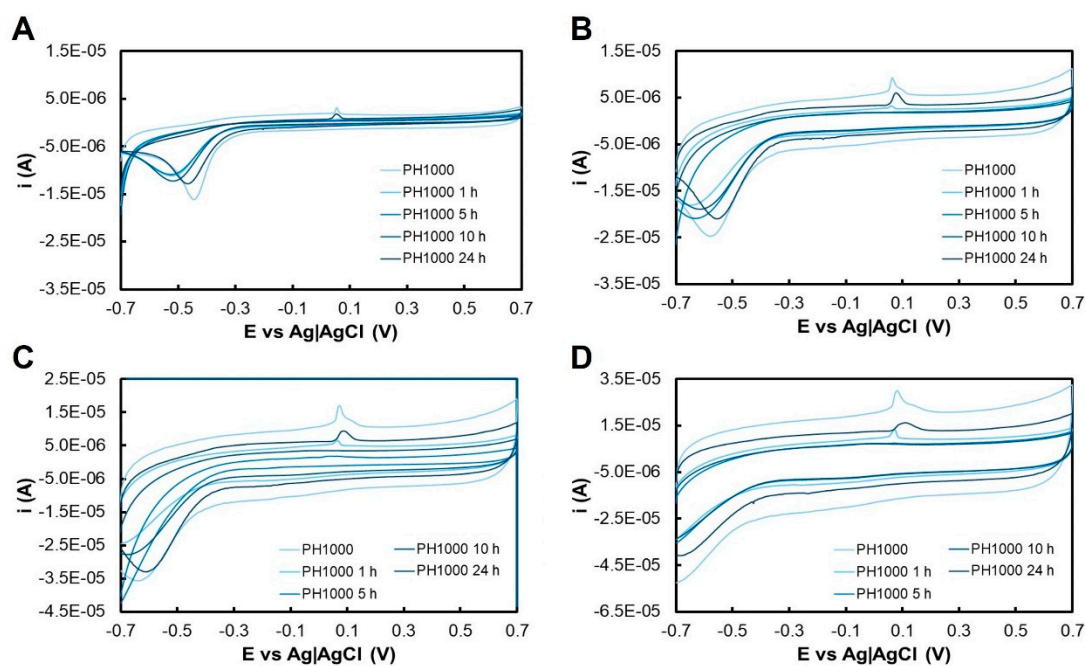 A
1.5E-05
5.0E-06
-5.0E-06
-1.5E-05
-2.5E-05
-3.5E-05
i (A)
PH1000
PH1000 1 h
PH1000 5 h
PH1000 10 h
PH1000 24 h
-0.7 -0.5 -0.3 -0.1 0.1 0.3 0.5 0.7
E vs Ag|AgCl (V)
B
1.5E-05
5.0E-06
-5.0E-06
-1.5E-05
-2.5E-05
-3.5E-05
i (A)
PH1000
PH1000 1 h
PH1000 5 h
PH1000 10 h
PH1000 24 h
-0.7 -0.5 -0.3 -0.1 0.1 0.3 0.5 0.7
E vs Ag|AgCl (V)
C
2.5E-05
1.5E-05
5.0E-06
-5.0E-06
-1.5E-05
-2.5E-05
-3.5E-05
-4.5E-05
i (A)
PH1000 PH1000 10 h
PH1000 1 h PH1000 24 h
PH1000 5 h
-0.7 -0.5 -0.3 -0.1 0.1 0.3 0.5 0.7
E vs Ag|AgCl (V)
D
3.5E-05
1.5E-05
-5.0E-06
-2.5E-05
-4.5E-05
-6.5E-05
i (A)
PH1000 PH1000 10 h
PH1000 1 h PH1000 24 h
PH1000 5 h
-0.7 -0.5 -0.3 -0.1 0.1 0.3 0.5 0.7
E vs Ag|AgCl (V)